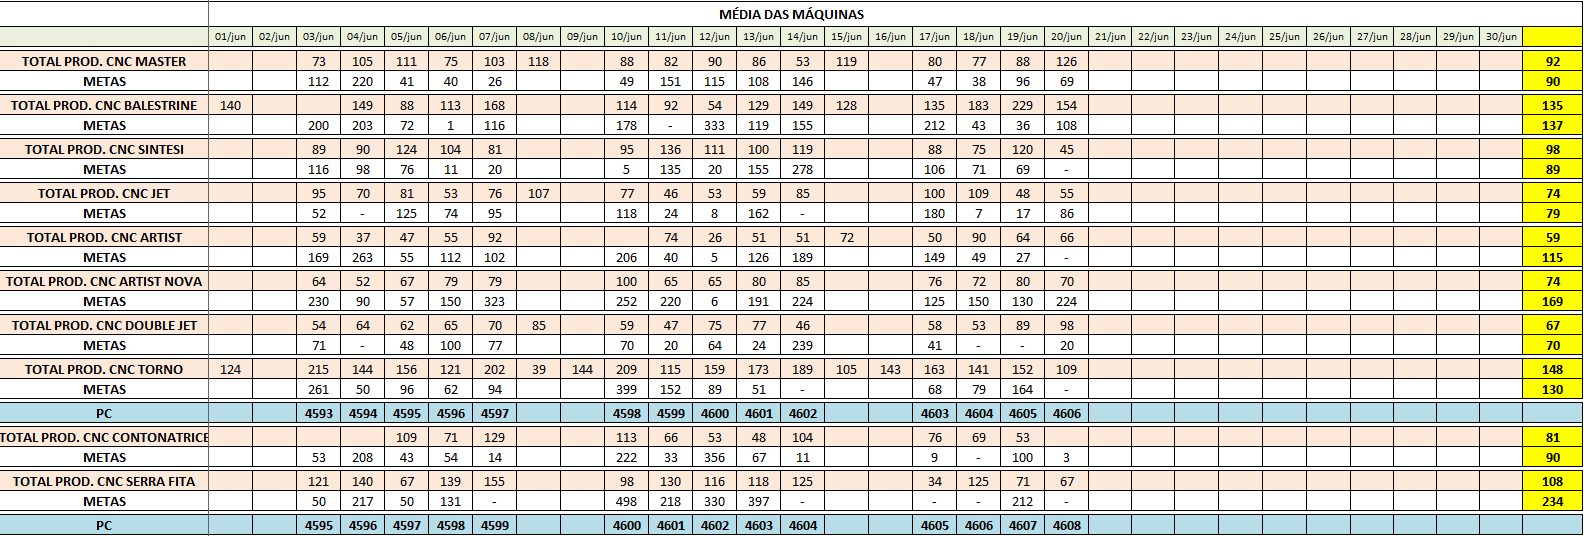 MÉDIA DAS MÁQUINAS
01/jun 02/jun 03/jun 04/jun 05/jun 06/jun 07/jun 08/jun 09/jun 10/jun 11/jun 12/jun 13/jun 14/jun 15/jun 16/jun 17/jun 18/jun 19/jun 20/jun 21/jun 22/jun 23/jun 24/jun 25/jun 26/jun 27/jun 28/jun 29/jun 30/jun
TOTAL PROD. CNC MASTER 73 105 111 75 103 118 88 82 90 86 53 119 80 77 88 126 92
METAS 112 220 41 40 26 49 151 115 108 146 47 38 96 69 90
TOTAL PROD. CNC BALESTRINE 140 149 88 113 168 114 92 54 129 149 128 135 183 229 154 135
METAS 200 203 72 1 116 178 - 333 119 155 212 43 36 108 137
TOTAL PROD. CNC SINTESI 89 90 124 104 81 95 136 111 100 119 88 75 120 45 98
METAS 116 98 76 11 20 5 135 20 155 278 106 71 69 - 89
TOTAL PROD. CNC JET 95 70 81 53 76 107 77 46 53 59 85 100 109 48 55 74
METAS 52 - 125 74 95 118 24 8 162 - 180 7 17 86 79
TOTAL PROD. CNC ARTIST 59 37 47 55 92 74 26 51 51 72 50 90 64 66 59
METAS 169 263 55 112 102 206 40 5 126 189 149 49 27 - 115
TOTAL PROD. CNC ARTIST NOVA 64 52 67 79 79 100 65 65 80 85 76 72 80 70 74
METAS 230 90 57 150 323 252 220 6 191 224 125 150 130 224 169
TOTAL PROD. CNC DOUBLE JET 54 64 62 65 70 85 59 47 75 77 46 58 53 89 98 67
METAS 71 - 48 100 77 70 20 64 24 239 41 - - 20 70
TOTAL PROD. CNC TORNO 124 215 144 156 121 202 39 144 209 115 159 173 189 105 143 163 141 152 109 148
METAS 261 50 96 62 94 399 152 89 51 - 68 79 164 - 130
PC 4593 4594 4595 4596 4597 4598 4599 4600 4601 4602 4603 4604 4605 4606
TOTAL PROD. CNC CONTONATRICE 109 71 129 113 66 53 48 104 76 69 53 81
METAS 53 208 43 54 14 222 33 356 67 11 9 - 100 3 90
TOTAL PROD. CNC SERRA FITA 121 140 67 139 155 98 130 116 118 125 34 125 71 67 108
METAS 50 217 50 131 - 498 218 330 397 - - - 212 - 234
PC 4595 4596 4597 4598 4599 4600 4601 4602 4603 4604 4605 4606 4607 4608